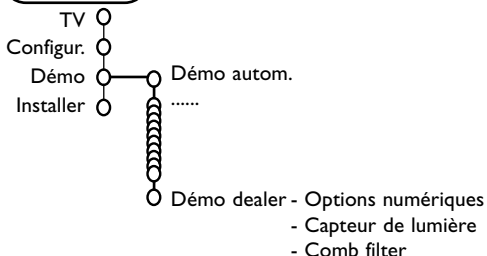 TV
Configur.
Démo
Démo autom.
Installer
......
Démo dealer - Options numériques
- Capteur de lumière
- Comb filter